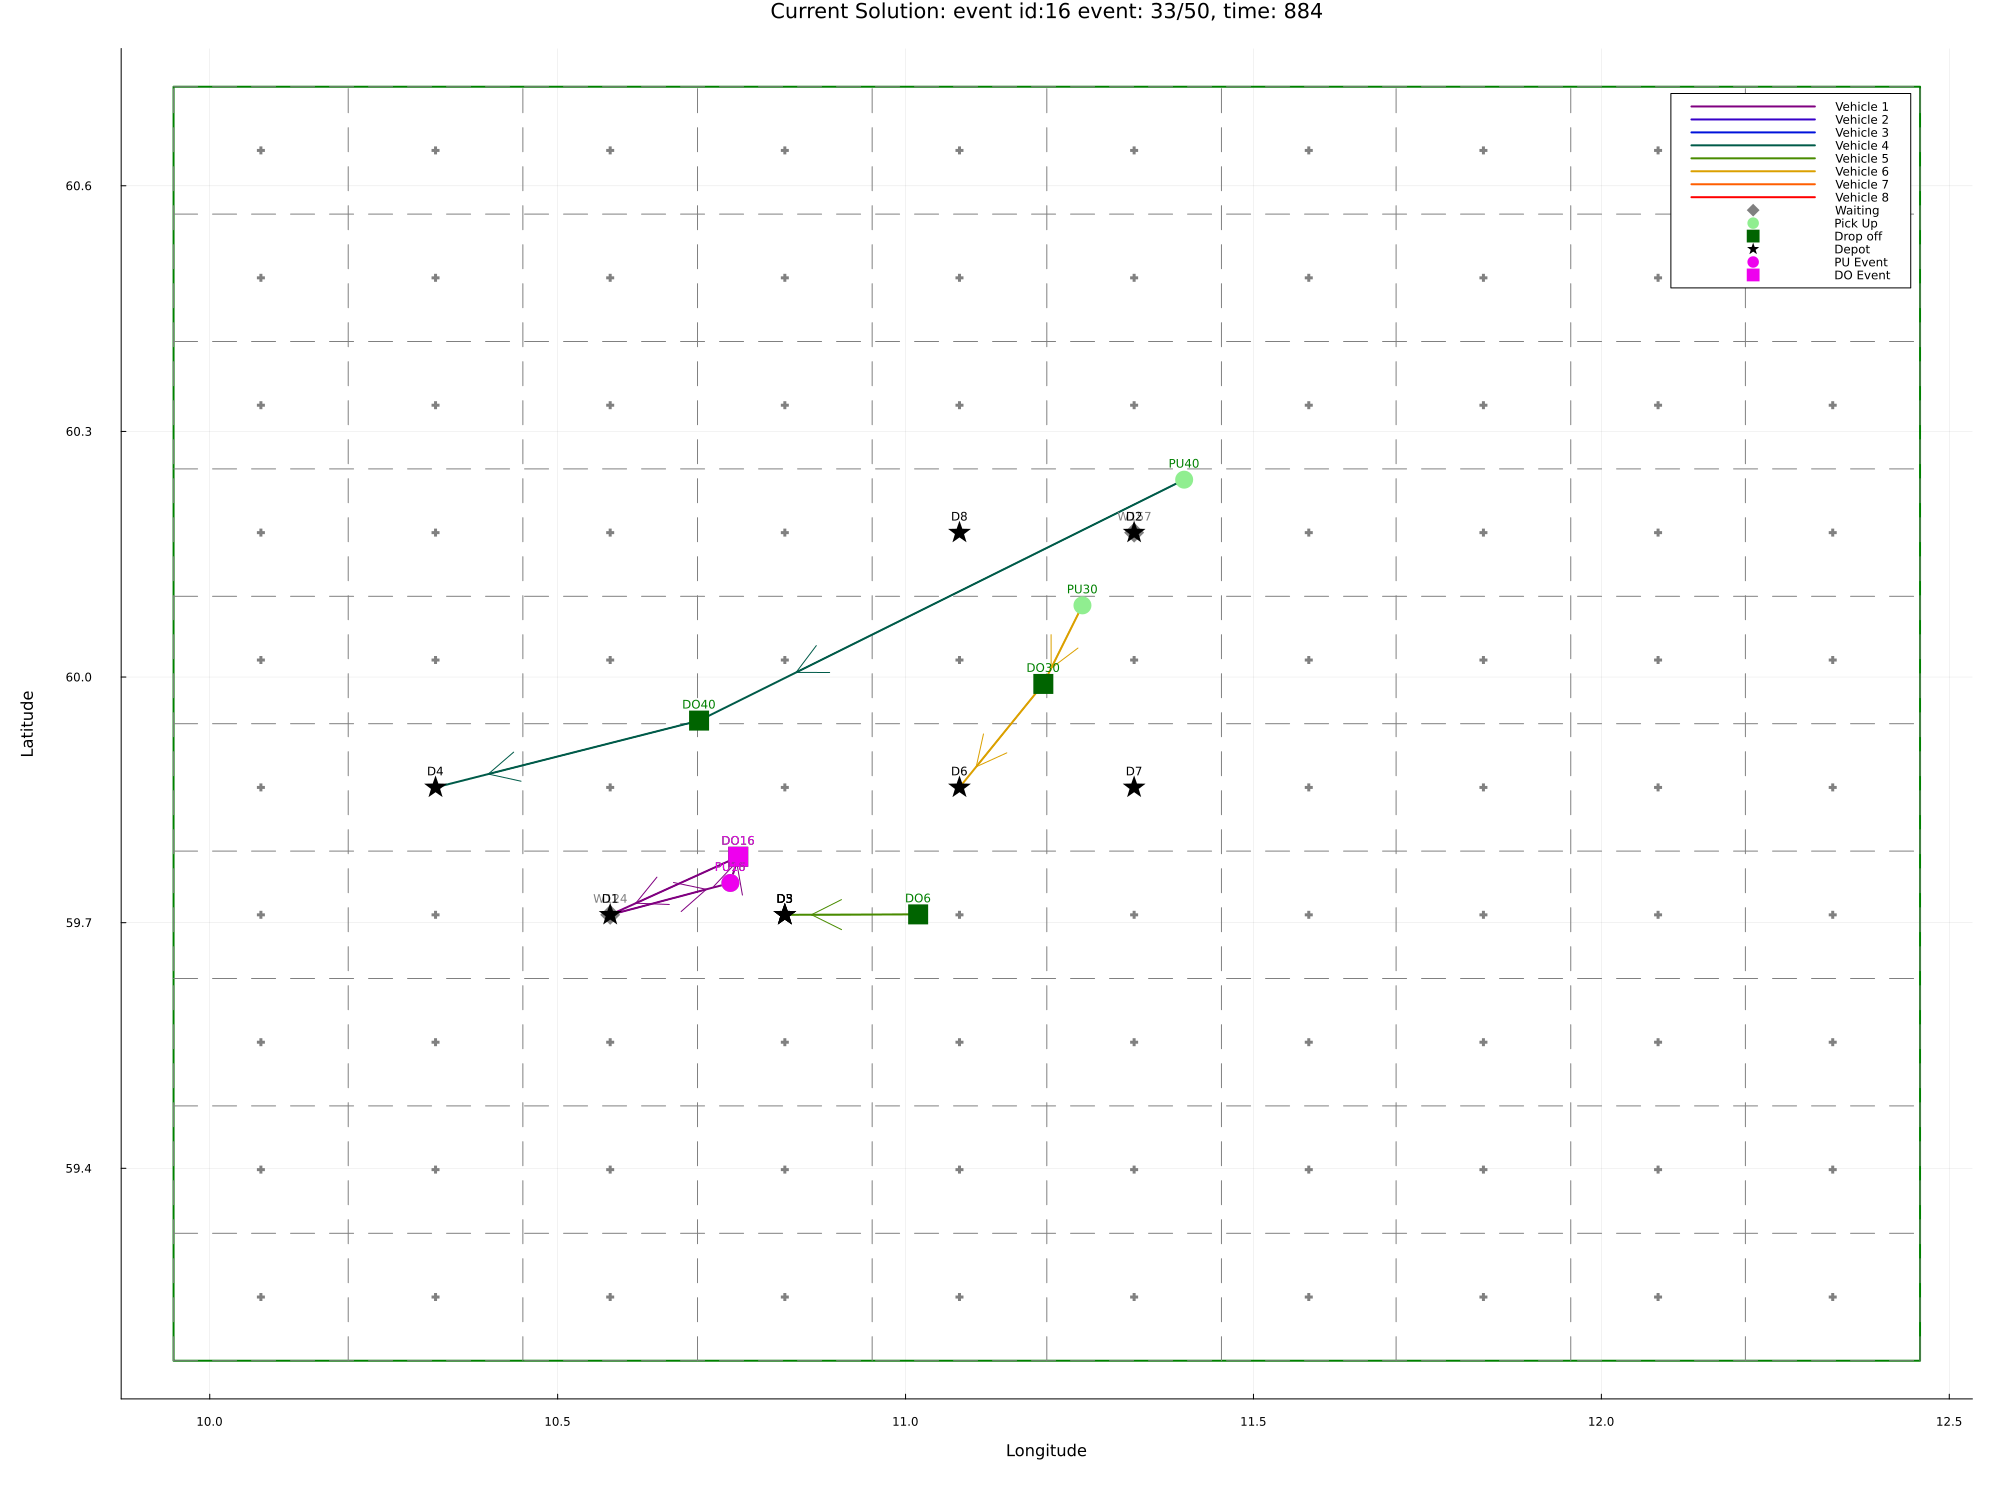 Current Solution: event id:16 event: 33/50, time: 884
Vehicle 1
Vehicle 2
Vehicle 3
Vehicle 4
Vehicle 5
Vehicle 6
Vehicle 7
Vehicle 8
Waiting
Pick Up
Drop off
Depot
PU Event
DO Event
60.6
60.3
60.0
59.7
59.4
Latitude
PU40
D8
PU30
DO30
DO40
D4
D6
D7
DO16
D1
DO6
10.0
10.5
11.0
11.5
12.0
12.5
Longitude